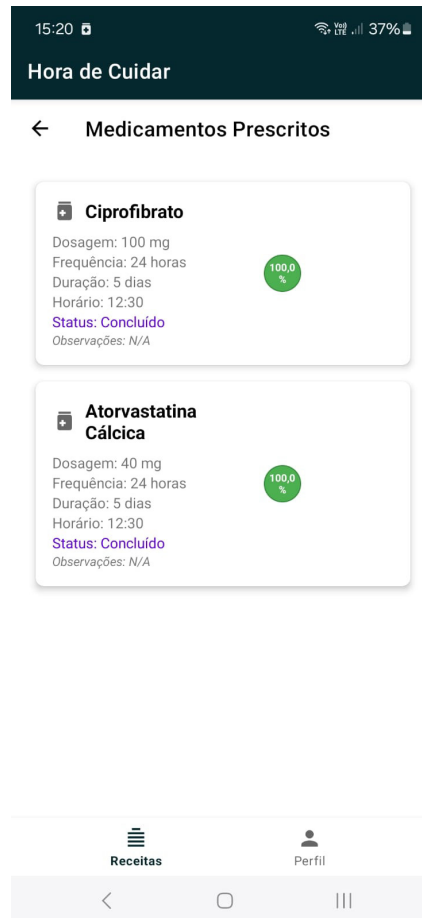 15:20
Vo))
LTE
37%
Hora de Cuidar
Medicamentos Prescritos
Ciprofibrato
Dosagem: 100 mg
Frequência: 24 horas
Duração: 5 dias
Horário: 12:30
Status: Concluído
Observações: N/A
100,0
%
Atorvastatina
Cálcica
Dosagem: 40 mg
Frequência: 24 horas
Duração: 5 dias
Horário: 12:30
Status: Concluído
Observações: N/A
100,0
%
Receitas
Perfil